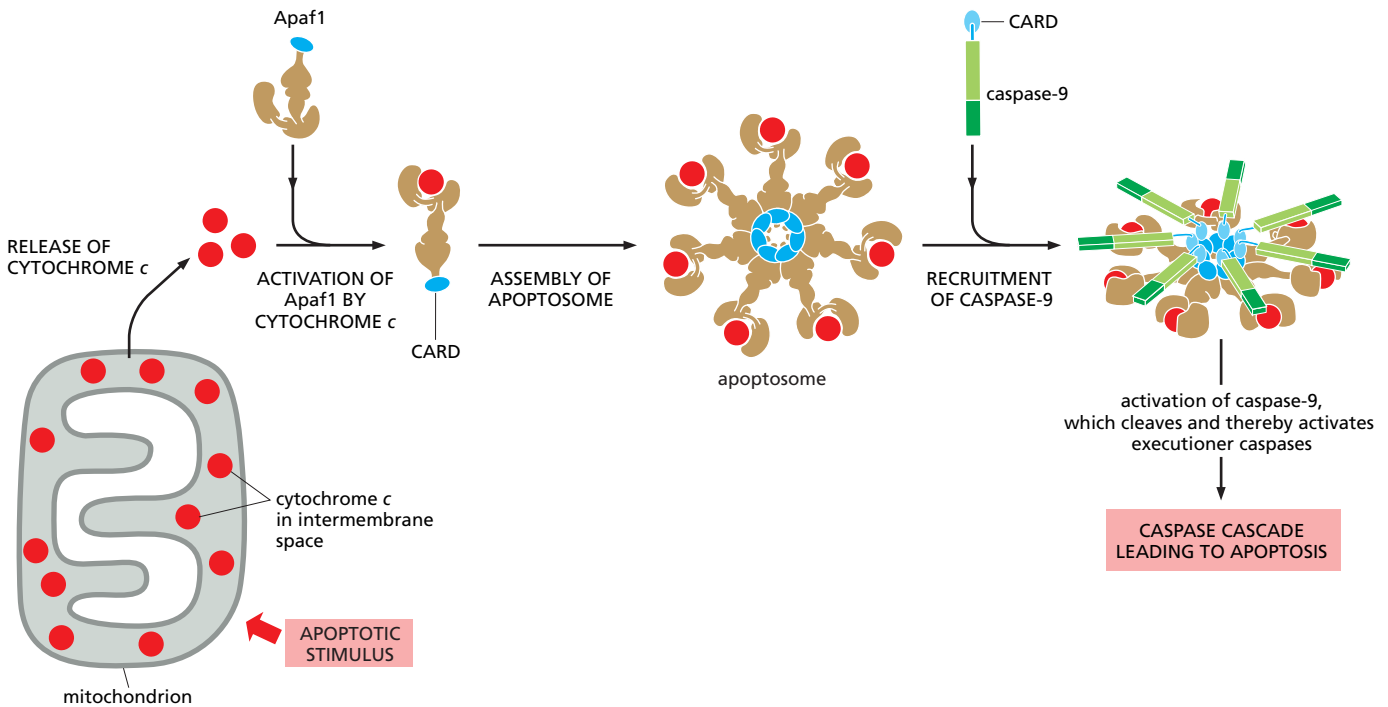 Apaf1
CARD
caspase-9
RELEASE OF
CYTOCHROME c
ACTIVATION OF
Apaf1 BY
CYTOCHROME c
CARD
ASSEMBLY OF
APOPTOSOME
apoptosome
RECRUITMENT
OF CASPASE-9
activation of caspase-9,
which cleaves and thereby activates
executioner caspases
CASPASE CASCADE
LEADING TO APOPTOSIS
cytochrome c
in intermembrane
space
APOPTOTIC
STIMULUS
mitochondrion